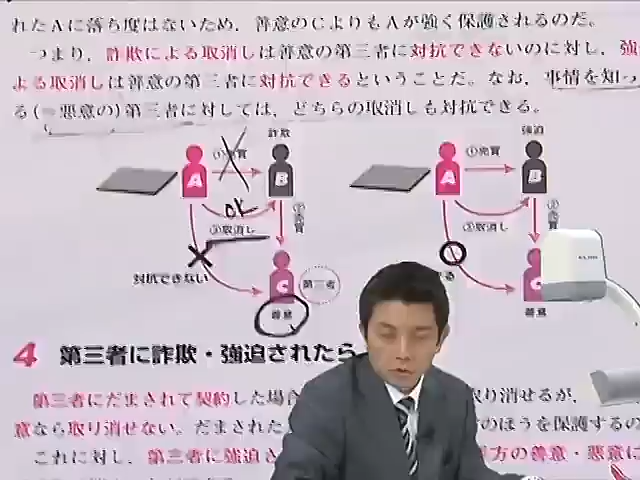 れたAに落ち度はないため，善意のCよりもAが強く保護されるのだ。
つまり，詐欺による取消しは善意の第三者に対抗できないのに対し，強
よる取消しは善意の第三者に対抗できるということだ。なお，事情を知っ
る（＝悪意の）第三者に対しては，どちらの取消しも対抗できる。
詐欺
強迫
①売買
①売買
A
B
A
B
OK
②売買
③取消し
③取消し
対抗できない
C
第三者
る
C
善意
善意
4 第三者に詐欺・強迫されたら
第三者にだまされて契約した場合
取り消せるが，
意なら取り消せない。だまされた
のほうを保護する
これに対し，第三者に強迫さ
方の善意・悪意に